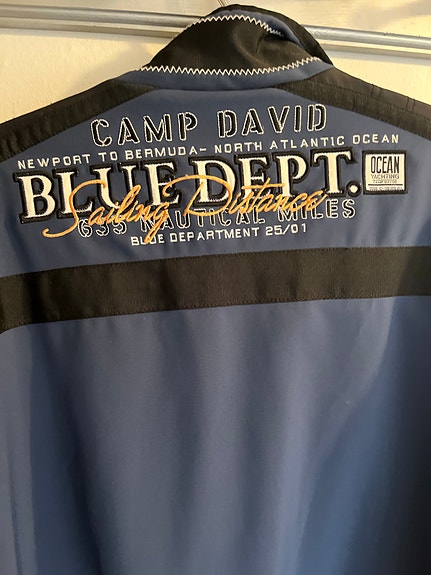 CAMP DAVID
NEWPORT TO BERMUDA- NORTH ATLANTIC OCEAN
BLUE DEPT.
Sailing Distance
635 NAUTICAL MILES
BLUE DEPARTMENT 25/01
OCEAN
YACHTING